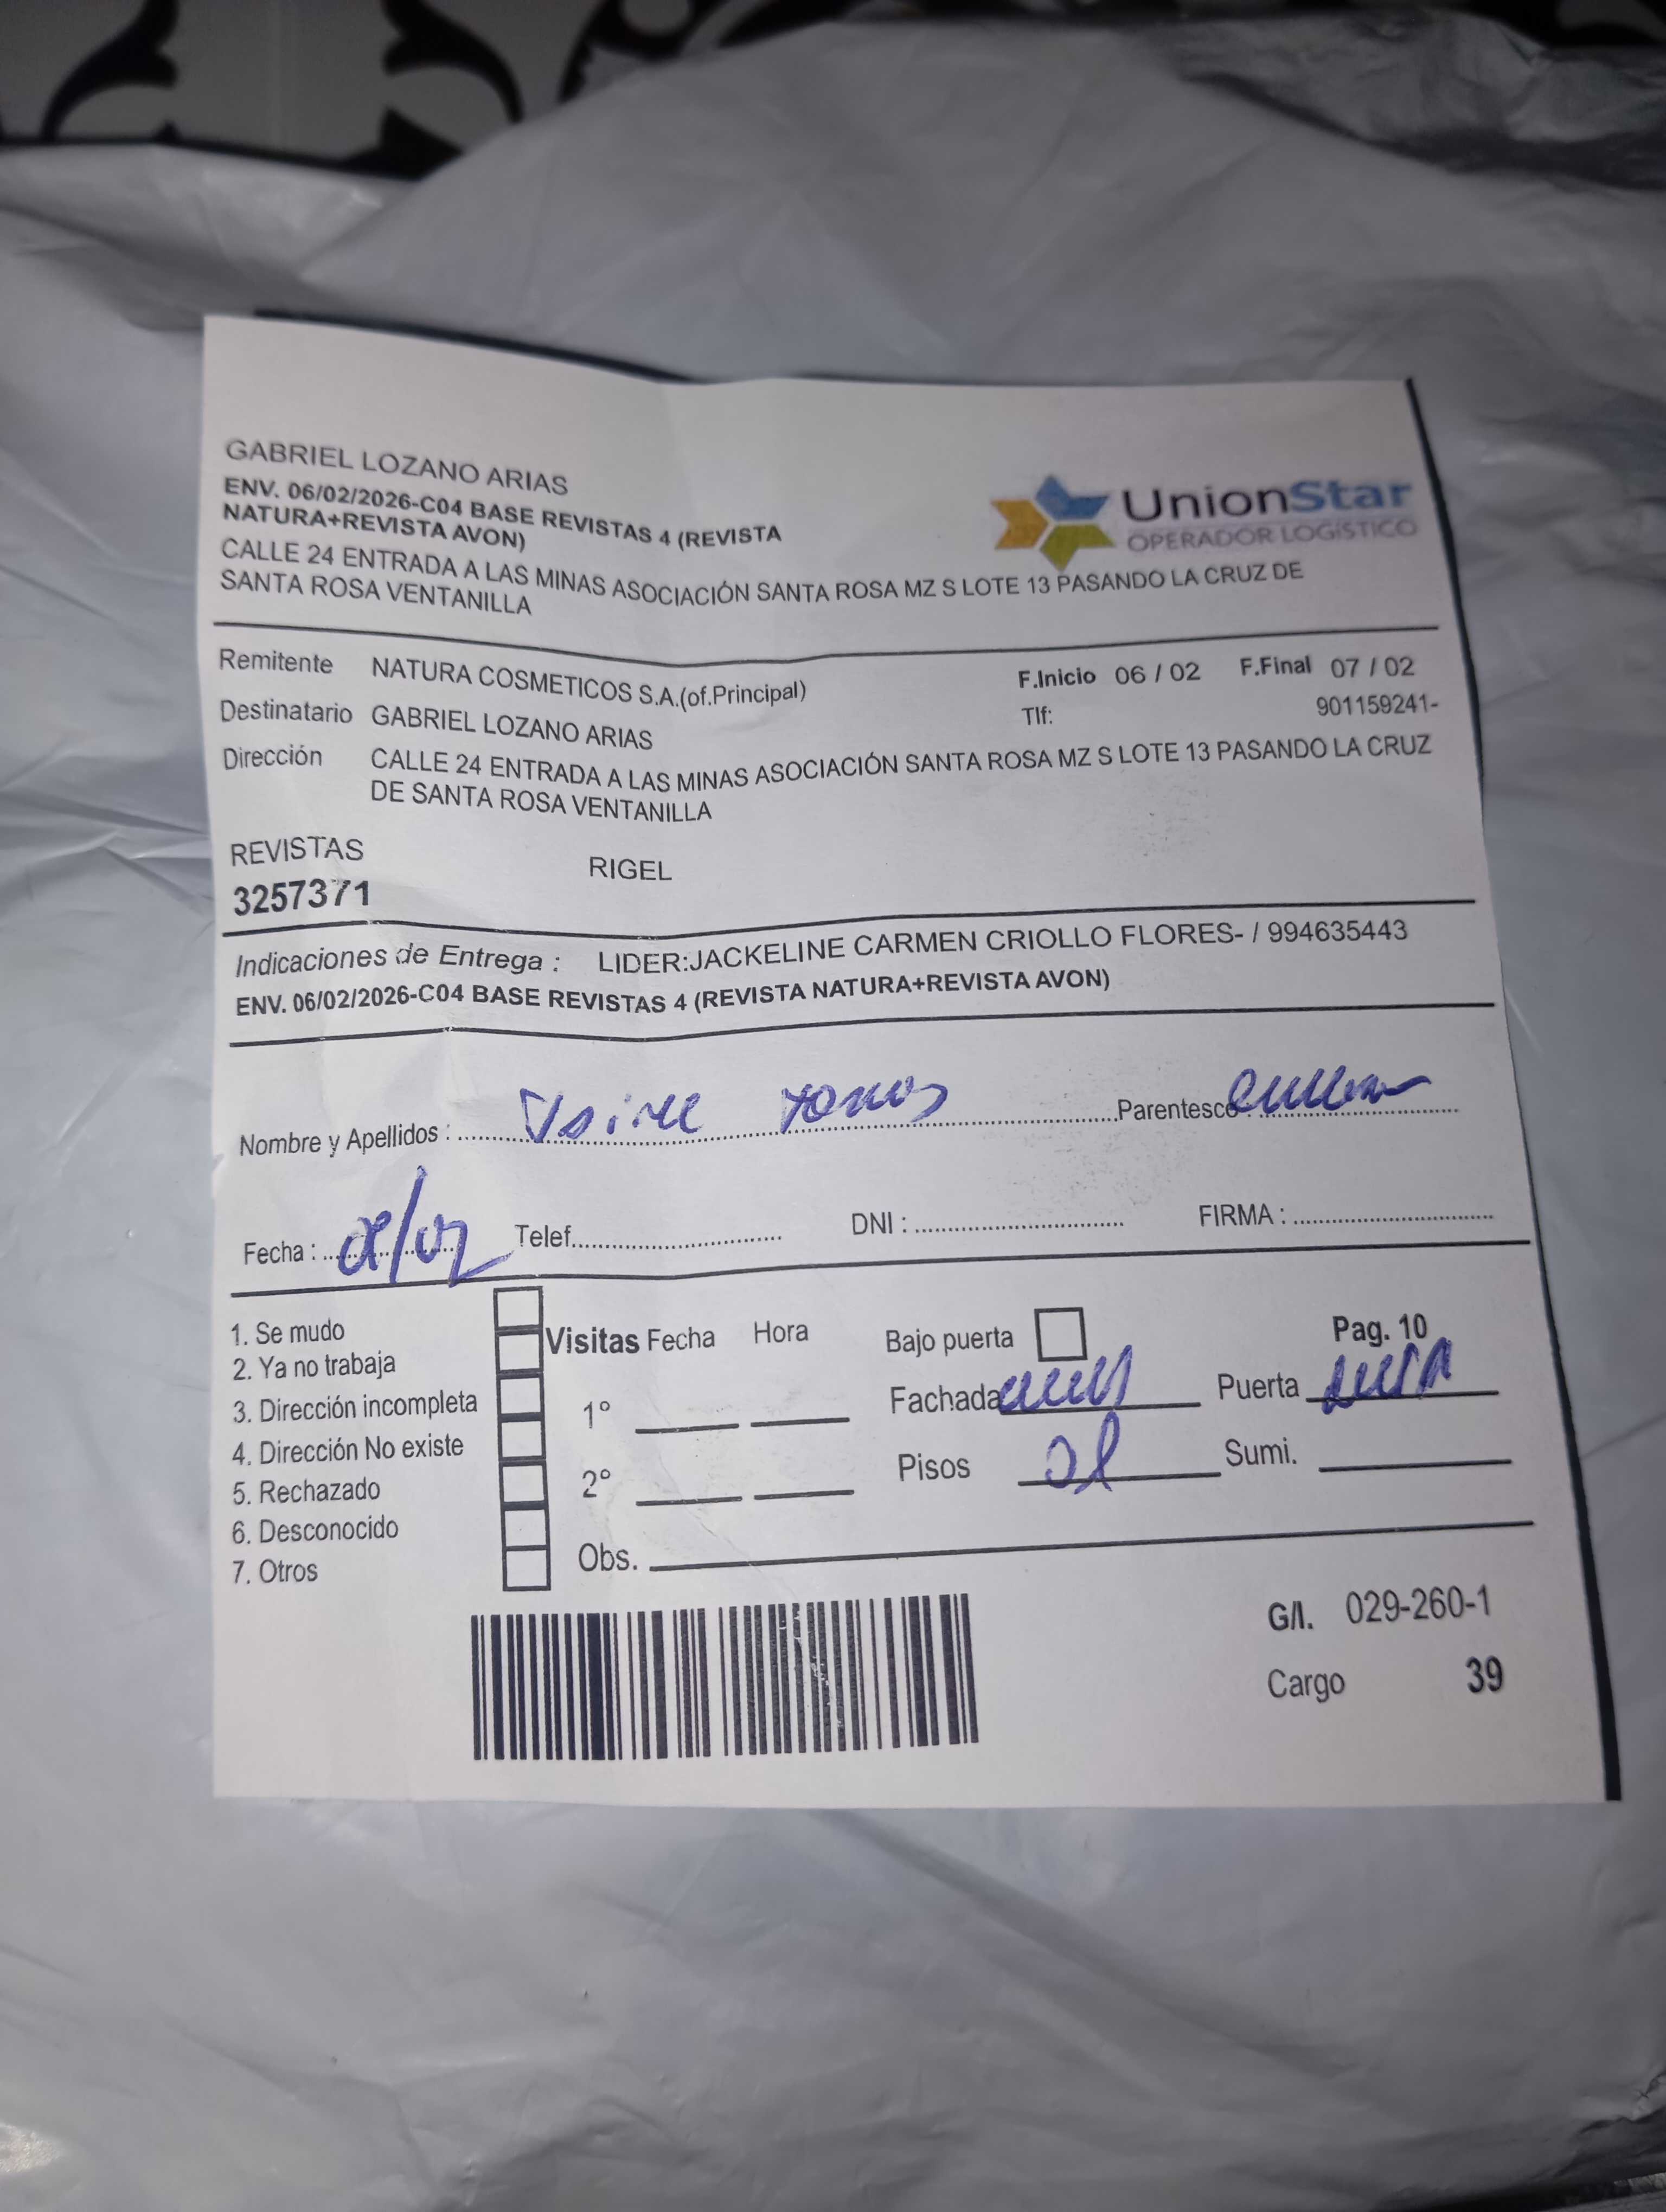 GABRIEL LOZANO ARIAS
ENV. 06/02/2026-C04 BASE REVISTAS 4 (REVISTA
NATURA+REVISTA AVON)
UnionStar
OPERADOR LOGÍSTICO
CALLE 24 ENTRADA A LAS MINAS ASOCIACIÓN SANTA ROSA MZ S LOTE 13 PASANDO LA CRUZ DE
SANTA ROSA VENTANILLA
Remitente NATURA COSMETICOS S.A.(of.Principal) F.Inicio 06 / 02 F.Final 07 / 02
Destinatario GABRIEL LOZANO ARIAS Tlf: 901159241-
Dirección CALLE 24 ENTRADA A LAS MINAS ASOCIACIÓN SANTA ROSA MZ S LOTE 13 PASANDO LA CRUZ
DE SANTA ROSA VENTANILLA
REVISTAS RIGEL
3257371
Indicaciones de Entrega : LIDER:JACKELINE CARMEN CRIOLLO FLORES- / 994635443
ENV. 06/02/2026-C04 BASE REVISTAS 4 (REVISTA NATURA+REVISTA AVON)
Nombre y Apellidos : Parentesco
Fecha : Telef. DNI : FIRMA :
1. Se mudo
2. Ya no trabaja
3. Dirección incompleta
4. Dirección No existe
5. Rechazado
6. Desconocido
7. Otros
Visitas Fecha Hora
1°
2°
Obs.
Bajo puerta Pag. 10
Fachada Puerta
Pisos Sumi.
G/I. 029-260-1
Cargo 39